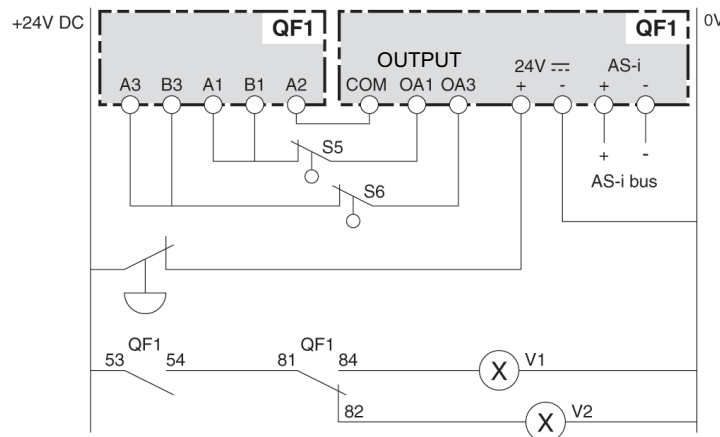 +24V DC QF1 QF1 0V
OUTPUT 24V AS-i
A3 B3 A1 B1 A2 COM OA1 OA3 + - + -
S5
+ -
AS-i bus
S6
QF1 QF1
53 54 81 84 X V1
82 X V2